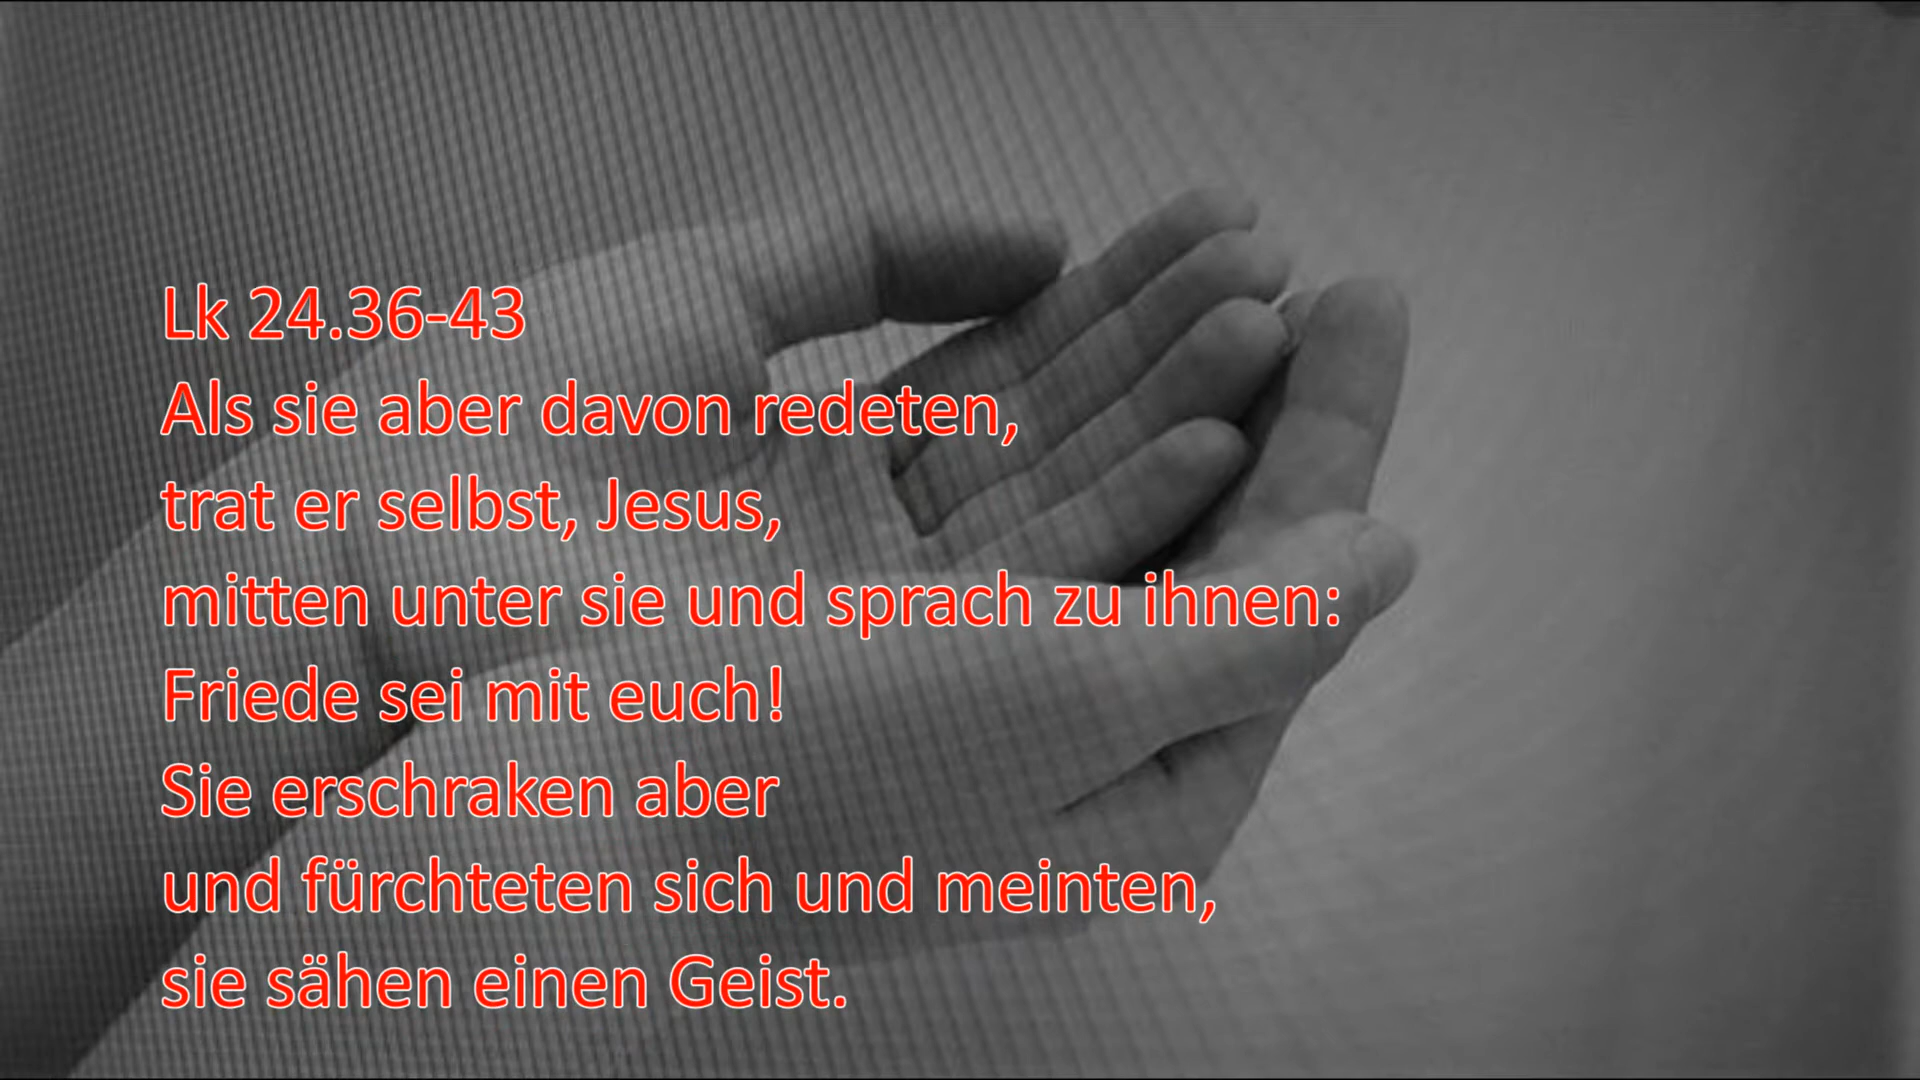 Lk 24.36-43
Als sie aber davon redeten,
trat er selbst, Jesus,
mitten unter sie und sprach zu ihnen:
Friede sei mit euch!
Sie erschraken aber
und fürchteten sich und meinten,
sie sähen einen Geist.